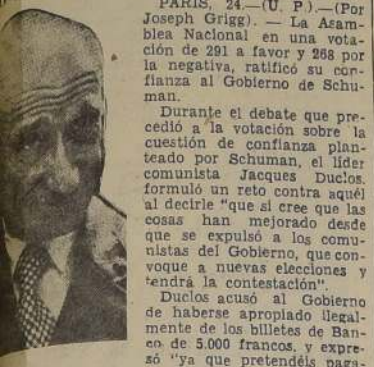 PARIS, 24.—(U. P.).—(Por
Joseph Grigg). — La Asam-
blea Nacional en una vota-
ción de 291 a favor y 268 por
la negativa, ratificó su con-
fianza al Gobierno de Schu-
man.
Durante el debate que pre-
cedió a la votación sobre la
cuestión de confianza plan-
teado por Schuman, el líder
comunista Jacques Duclos,
formuló un reto contra aquél
al decirle "que si cree que las
cosas han mejorado desde
que se expulsó a los comu-
nistas del Gobierno, que con-
voque a nuevas elecciones y
tendrá la contestación".
Duclos acusó al Gobierno
de haberse apropiado ilegal-
mente de los billetes de Ban-
co de 5.000 francos, y expre-
só "ya que pretendéis paga-